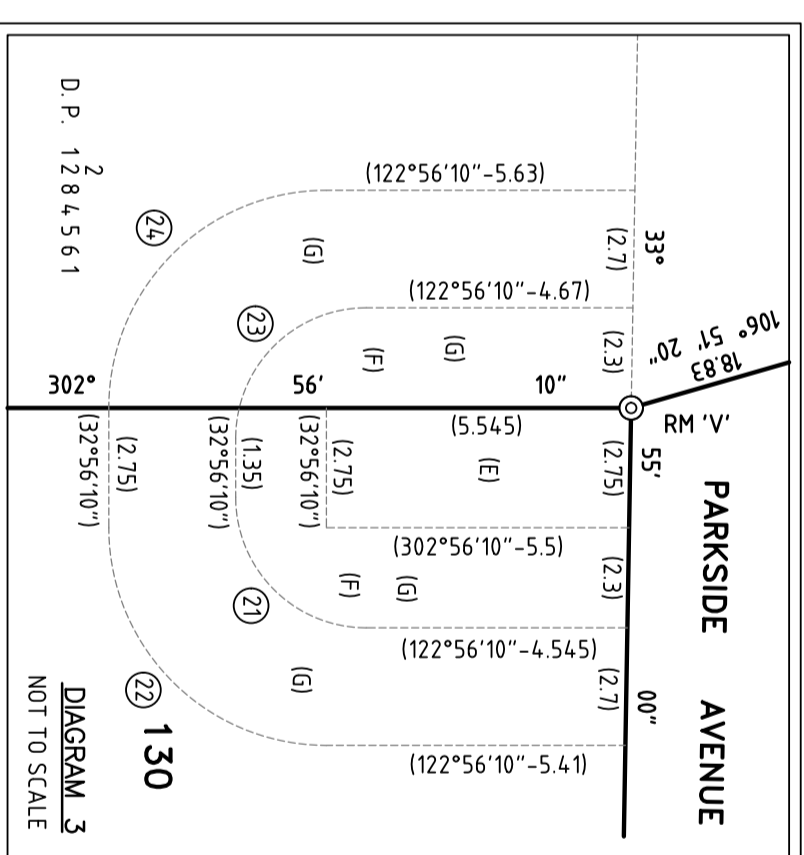 PARKSIDE AVENUE
RM 'V'
106° 51' 20"
18.83
33° 55' 00"
(2.7)
(2.3)
(2.75)
(2.3)
(2.7)
(122°56'10"-5.63)
(122°56'10"-4.67)
(5.545)
(302°56'10"-5.5)
(122°56'10"-4.545)
(122°56'10"-5.41)
302° 56' 10"
(G)
(G)
(F)
(E)
(G)
(F)
(G)
(2.75)
(32°56'10")
(1.35)
(32°56'10")
(2.75)
(32°56'10")
24
23
21
22
130
2
D.P. 1284561
DIAGRAM 3
NOT TO SCALE